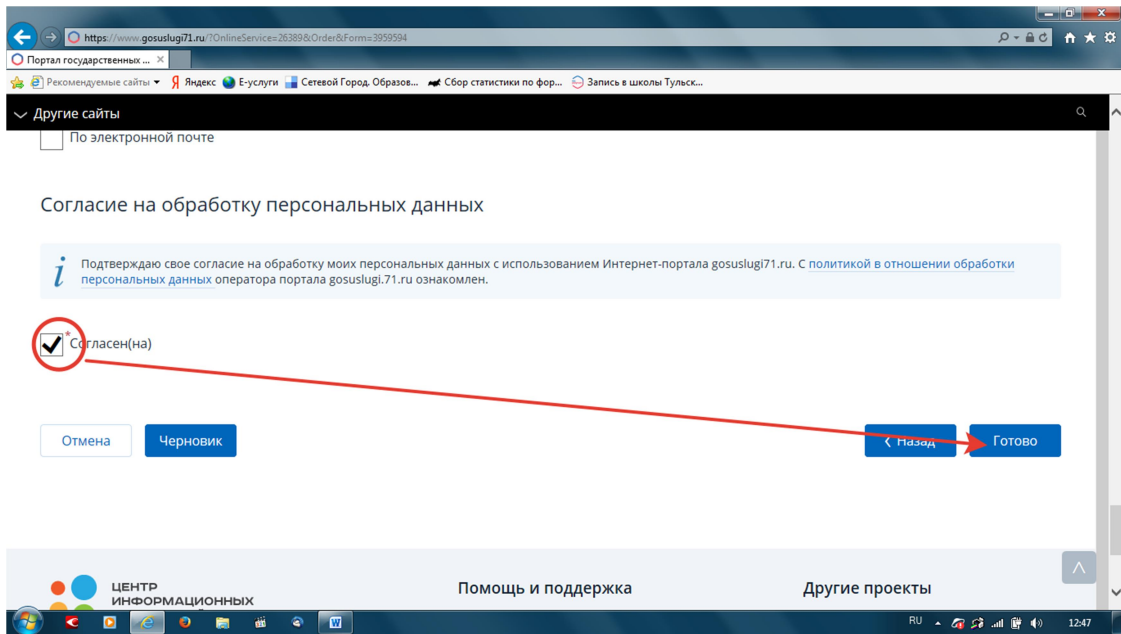 https://www.gosuslugi71.ru/?OnlineService=26389&Order&Form=3959594
Портал государственных ...
Рекомендуемые сайты Яндекс Е-услуги Сетевой Город. Образов... Сбор статистики по фор... Запись в школы Тульск...
Другие сайты
По электронной почте
Согласие на обработку персональных данных
Подтверждаю свое согласие на обработку моих персональных данных с использованием Интернет-портала gosuslugi71.ru. С политикой в отношении обработки
персональных данных оператора портала gosuslugi.71.ru ознакомлен.
* Согласен(на)
Отмена Черновик Назад Готово
ЦЕНТР Помощь и поддержка Другие проекты
ИНФОРМАЦИОННЫХ
RU 12:47